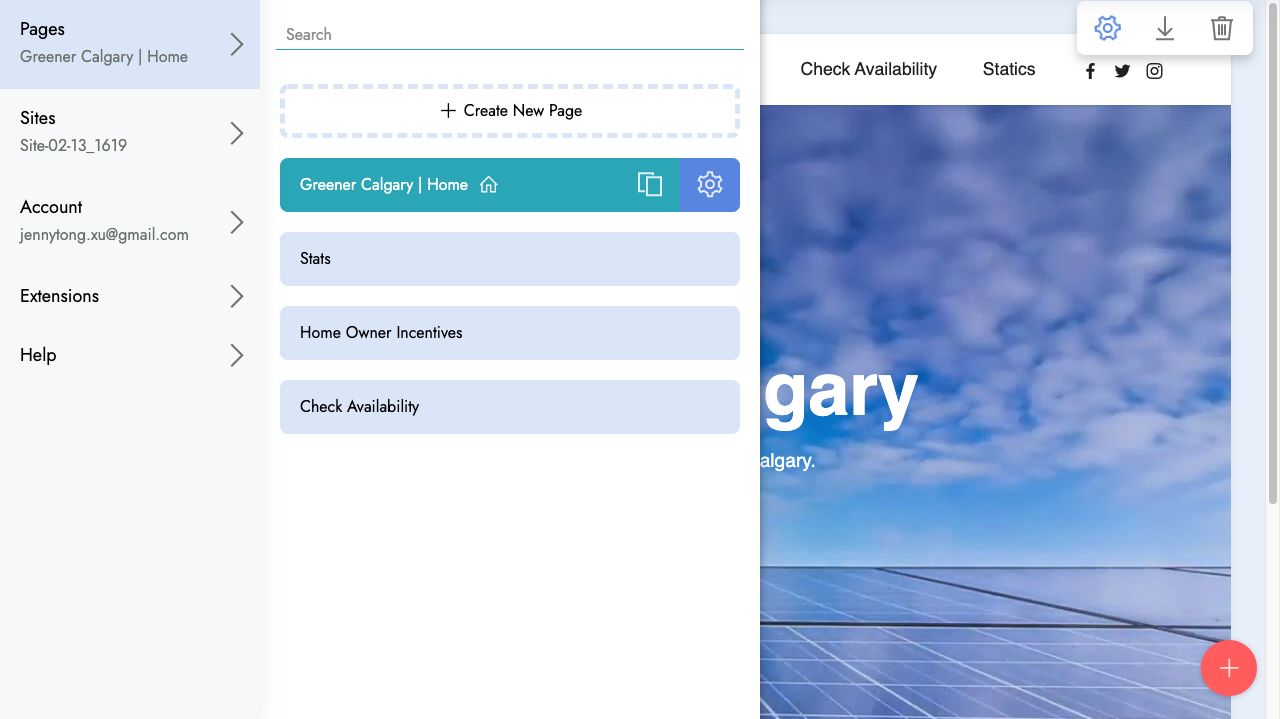 Pages
Greener Calgary | Home
Sites
Site-02-13_1619
Account
jennytong.xu@gmail.com
Extensions
Help
Search
Create New Page
Greener Calgary | Home
Stats
Home Owner Incentives
Check Availability
Check Availability
Statics
gary
algary.